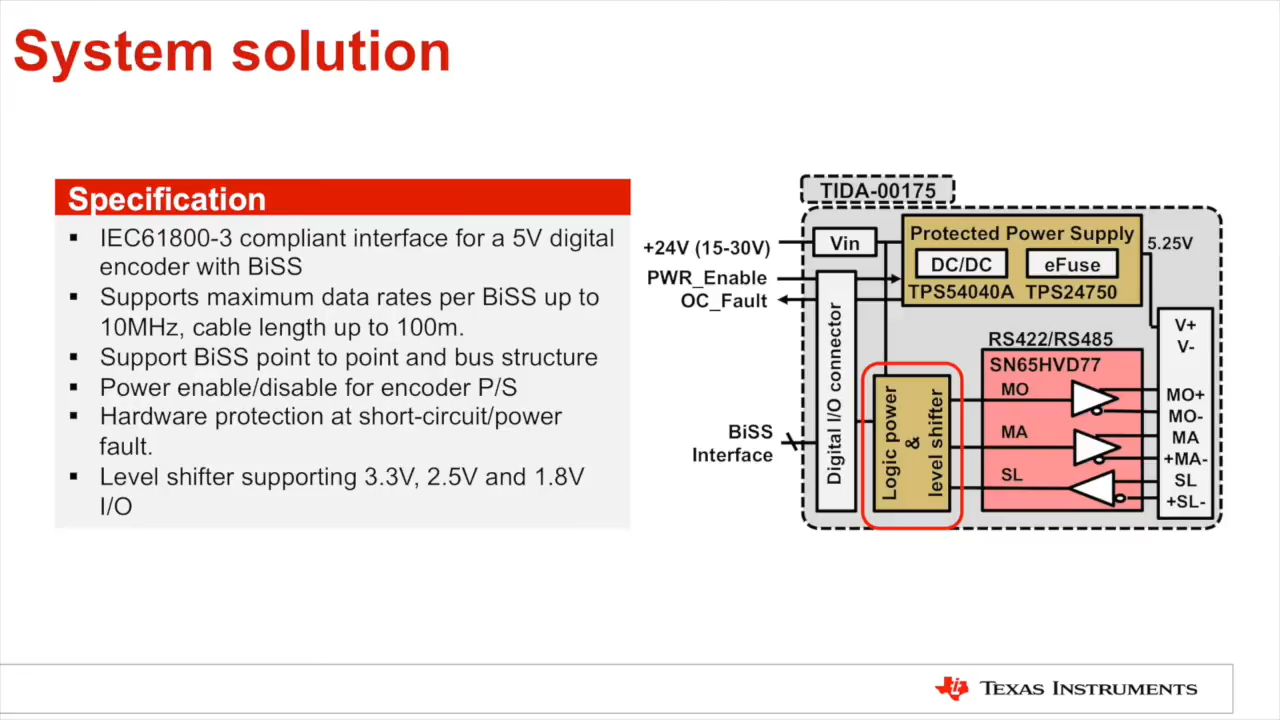 System solution
Specification
▪ IEC61800-3 compliant interface for a 5V digital
encoder with BiSS
▪ Supports maximum data rates per BiSS up to
10MHz, cable length up to 100m.
▪ Support BiSS point to point and bus structure
▪ Power enable/disable for encoder P/S
▪ Hardware protection at short-circuit/power
fault.
▪ Level shifter supporting 3.3V, 2.5V and 1.8V
I/O
TIDA-00175
+24V (15-30V)
PWR_Enable
OC_Fault
BiSS
Interface
Vin
Digital I/O connector
Protected Power Supply
DC/DC
eFuse
TPS54040A
TPS24750
5.25V
Logic power
&
level shifter
RS422/RS485
SN65HVD77
MO
MA
SL
V+
V-
MO+
MO-
MA
+MA-
SL
+SL-
TEXAS INSTRUMENTS